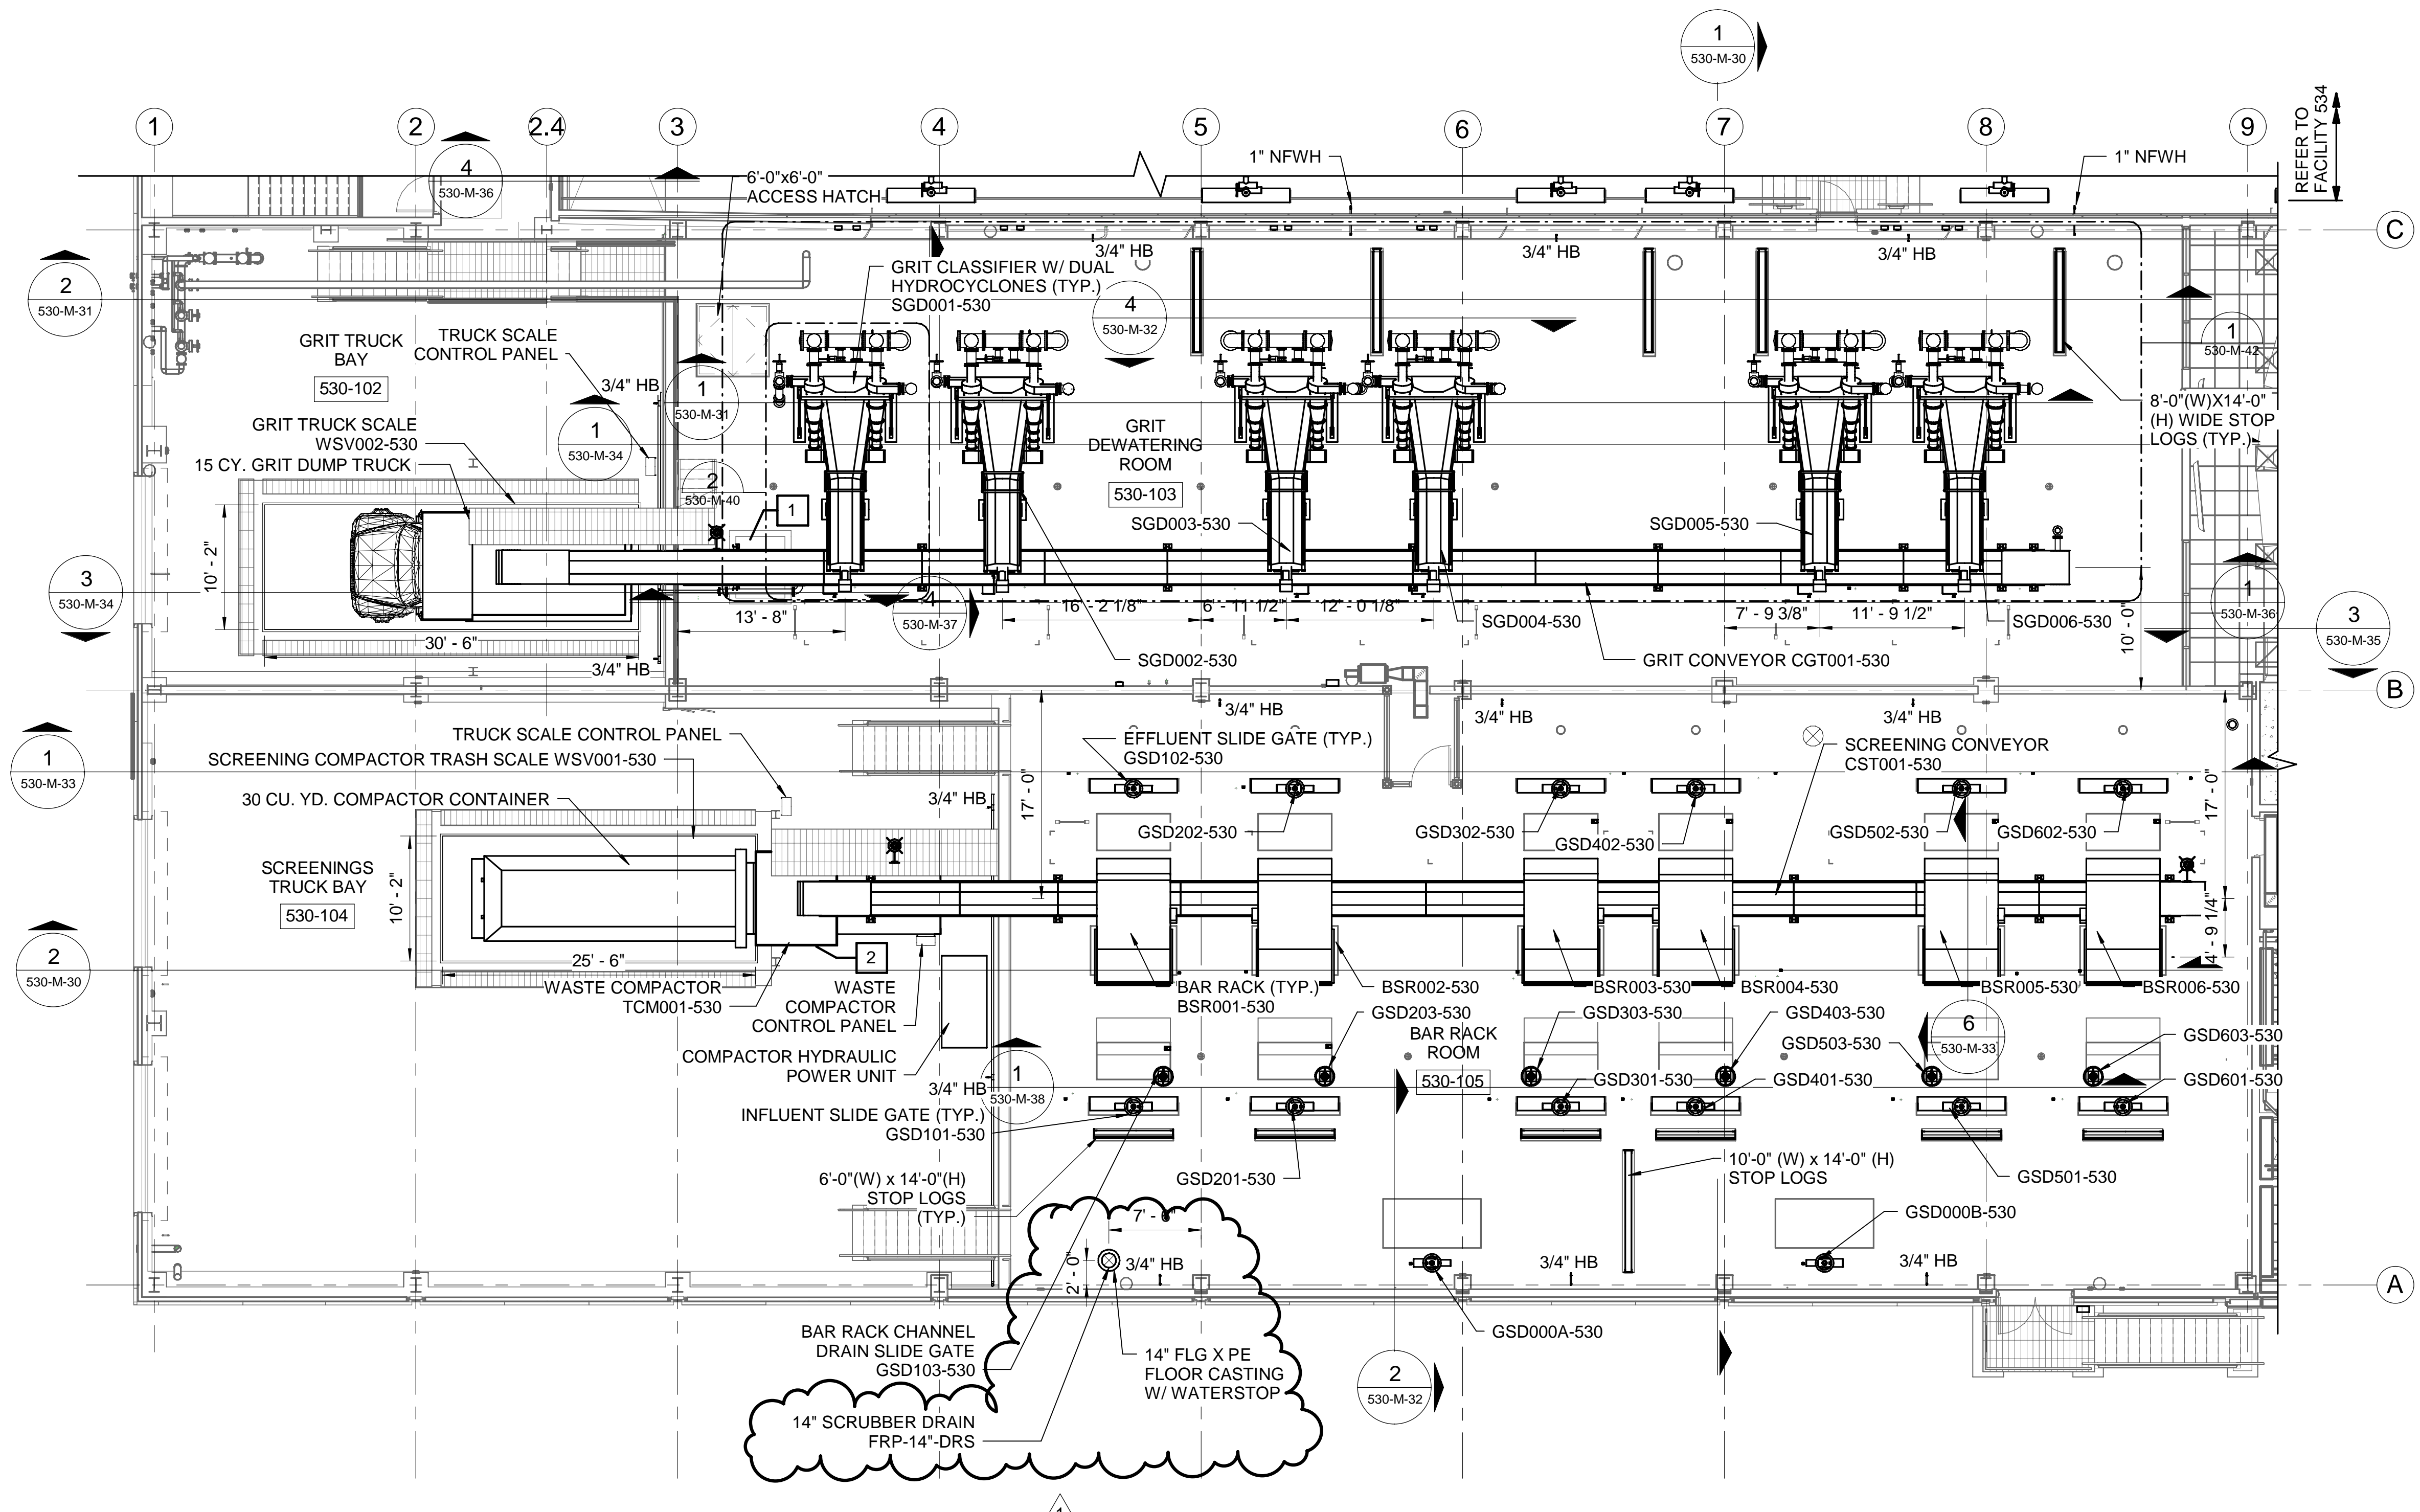 1
530-M-30
REFER TO
FACILITY 534
1
2
2.4
3
4
5
6
7
8
9
4
530-M-36
6'-0"x6'-0"
ACCESS HATCH
1" NFWH
1" NFWH
C
3/4" HB
3/4" HB
3/4" HB
2
530-M-31
GRIT CLASSIFIER W/ DUAL
HYDROCYCLONES (TYP.)
SGD001-530
4
530-M-32
1
530-M-42
GRIT TRUCK
BAY
530-102
TRUCK SCALE
CONTROL PANEL
3/4" HB
1
530-M-31
8'-0"(W)X14'-0"
(H) WIDE STOP
LOGS (TYP.)
GRIT TRUCK SCALE
WSV002-530
1
530-M-34
15 CY. GRIT DUMP TRUCK
GRIT
DEWATERING
ROOM
530-103
2
530-M-40
1
SGD003-530
SGD005-530
10' - 2"
3
530-M-34
1
530-M-37
13' - 8"
16' - 2 1/8"
6' - 11 1/2"
12' - 0 1/8"
7' - 9 3/8"
11' - 9 1/2"
10' - 0"
1
530-M-36
3
530-M-35
SGD004-530
SGD006-530
30' - 6"
3/4" HB
SGD002-530
GRIT CONVEYOR CGT001-530
B
3/4" HB
3/4" HB
3/4" HB
TRUCK SCALE CONTROL PANEL
EFFLUENT SLIDE GATE (TYP.)
GSD102-530
SCREENING CONVEYOR
CST001-530
1
530-M-33
SCREENING COMPACTOR TRASH SCALE WSV001-530
30 CU. YD. COMPACTOR CONTAINER
3/4" HB
17' - 0"
17' - 0"
GSD202-530
GSD302-530
GSD402-530
GSD502-530
GSD602-530
SCREENINGS
TRUCK BAY
530-104
10' - 2"
4' - 9 1/4"
2
530-M-30
25' - 6"
2
WASTE COMPACTOR
TCM001-530
WASTE
COMPACTOR
CONTROL PANEL
BAR RACK (TYP.)
BSR001-530
BSR002-530
BSR003-530
BSR004-530
BSR005-530
BSR006-530
GSD203-530
GSD303-530
GSD403-530
BAR RACK
ROOM
530-105
GSD503-530
6
530-M-33
GSD603-530
COMPACTOR HYDRAULIC
POWER UNIT
3/4" HB
1
530-M-38
GSD301-530
GSD401-530
GSD601-530
INFLUENT SLIDE GATE (TYP.)
GSD101-530
6'-0"(W) x 14'-0"(H)
STOP LOGS
(TYP.)
GSD201-530
10'-0" (W) x 14'-0" (H)
STOP LOGS
GSD501-530
7' - 6"
GSD000B-530
2' - 0"
3/4" HB
3/4" HB
3/4" HB
A
BAR RACK CHANNEL
DRAIN SLIDE GATE
GSD103-530
14" FLG X PE
FLOOR CASTING
W/ WATERSTOP
GSD000A-530
2
530-M-32
14" SCRUBBER DRAIN
FRP-14"-DRS